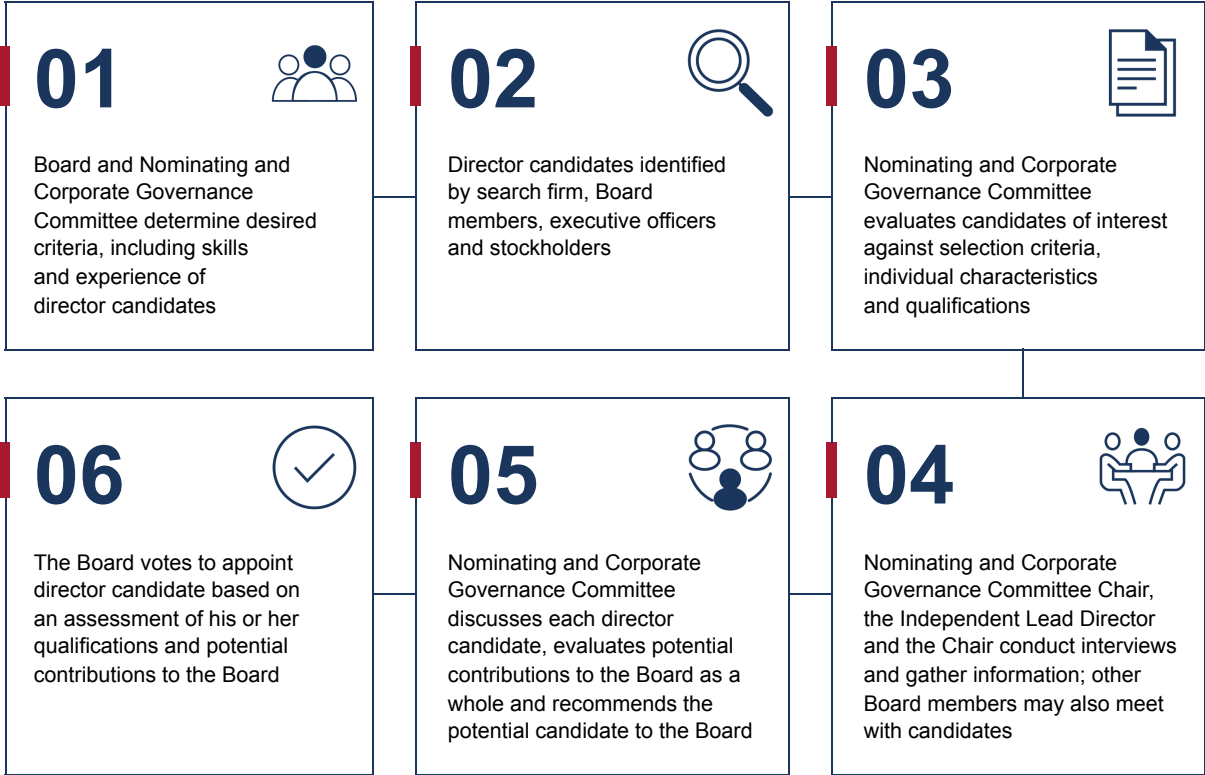 01
Board and Nominating and
Corporate Governance
Committee determine desired
criteria, including skills
and experience of
director candidates
02
Director candidates identified
by search firm, Board
members, executive officers
and stockholders
03
Nominating and Corporate
Governance Committee
evaluates candidates of interest
against selection criteria,
individual characteristics
and qualifications
04
Nominating and Corporate
Governance Committee Chair,
the Independent Lead Director
and the Chair conduct interviews
and gather information; other
Board members may also meet
with candidates
05
Nominating and Corporate
Governance Committee
discusses each director
candidate, evaluates potential
contributions to the Board as a
whole and recommends the
potential candidate to the Board
06
The Board votes to appoint
director candidate based on
an assessment of his or her
qualifications and potential
contributions to the Board